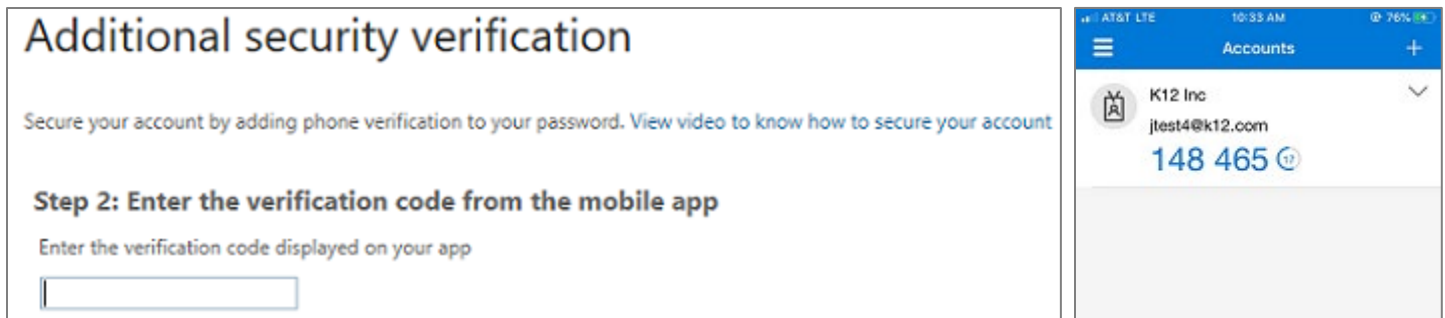 Additional security verification
Secure your account by adding phone verification to your password. View video to know how to secure your account
Step 2: Enter the verification code from the mobile app
Enter the verification code displayed on your app
AT&T LTE 10:33 AM 76%
Accounts
K12 Inc
jtest4@k12.com
148 465 17